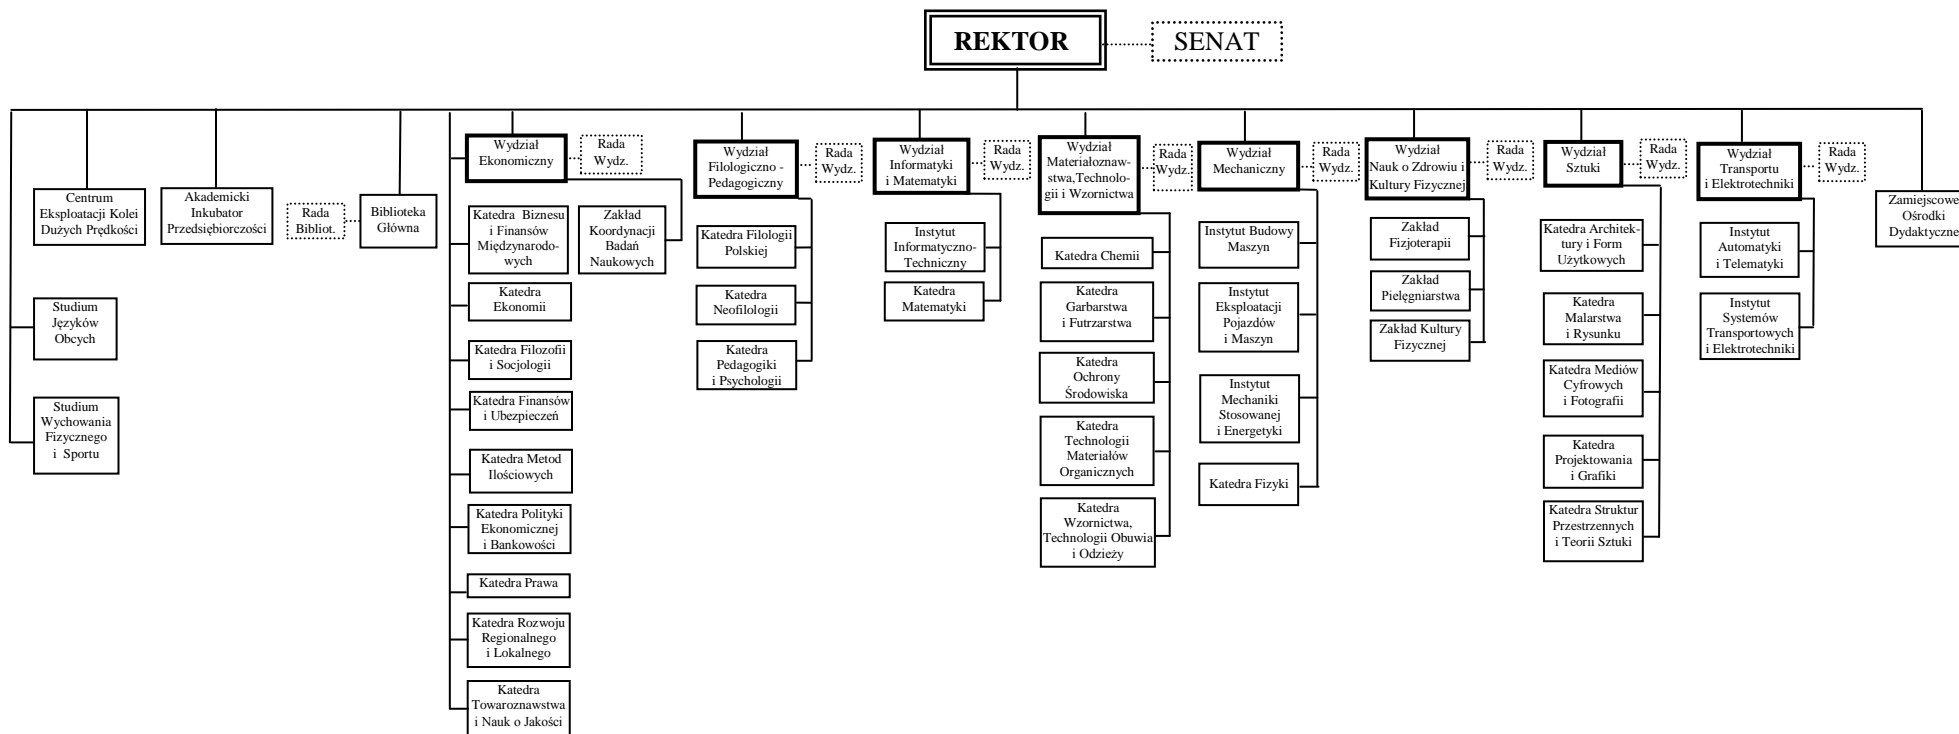 REKTOR
SENAT
Centrum
Eksploatacji Kolei
Dużych Prędkości
Studium
Języków
Obcych
Studium
Wychowania
Fizycznego
i Sportu
Akademicki
Inkubator
Przedsiębiorczości
Rada
Bibliot.
Biblioteka
Główna
Wydział
Ekonomiczny
Rada
Wydz.
Katedra Biznesu
i Finansów
Międzynarodo-
wych
Zakład
Koordynacji
Badań
Naukowych
Katedra
Ekonomii
Katedra Filozofii
i Socjologii
Katedra Finansów
i Ubezpieczeń
Katedra Metod
Ilościowych
Katedra Polityki
Ekonomicznej
i Bankowości
Katedra Prawa
Katedra Rozwoju
Regionalnego
i Lokalnego
Katedra
Towaroznawstwa
i Nauk o Jakości
Wydział
Filologiczno -
Pedagogiczny
Rada
Wydz.
Katedra Filologii
Polskiej
Katedra
Neofilologii
Katedra
Pedagogiki
i Psychologii
Wydział
Informatyki
i Matematyki
Rada
Wydz.
Instytut
Informatyczno-
Techniczny
Katedra
Matematyki
Wydział
Materiałoznaw-
stwa,Technolo-
gii i Wzornictwa
Rada
Wydz.
Katedra Chemii
Katedra
Garbarstwa
i Futrzarstwa
Katedra
Ochrony
Środowiska
Katedra
Technologii
Materiałów
Organicznych
Katedra
Wzornictwa,
Technologii Obuwia
i Odzieży
Wydział
Mechaniczny
Rada
Wydz.
Instytut Budowy
Maszyn
Instytut
Eksploatacji
Pojazdów
i Maszyn
Instytut
Mechaniki
Stosowanej
i Energetyki
Katedra Fizyki
Wydział
Nauk o Zdrowiu i
Kultury Fizycznej
Rada
Wydz.
Zakład
Fizjoterapii
Zakład
Pielęgniarstwa
Zakład Kultury
Fizycznej
Wydział
Sztuki
Rada
Wydz.
Katedra Architek-
tury i Form
Użytkowych
Katedra
Malarstwa
i Rysunku
Katedra Mediów
Cyfrowych
i Fotografii
Katedra
Projektowania
i Grafiki
Katedra Struktur
Przestrzennych
i Teorii Sztuki
Wydział
Transportu
i Elektrotechniki
Rada
Wydz.
Instytut
Automatyki
i Telematyki
Instytut
Systemów
Transportowych
i Elektrotechniki
Zamiejscowe
Ośrodki
Dydaktyczne